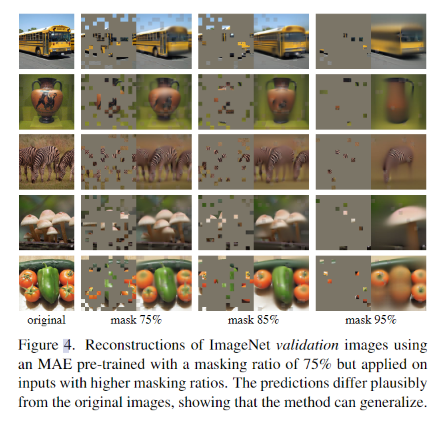 original mask 75% mask 85% mask 95%
Figure 4. Reconstructions of ImageNet validation images using
an MAE pre-trained with a masking ratio of 75% but applied on
inputs with higher masking ratios. The predictions differ plausibly
from the original images, showing that the method can generalize.